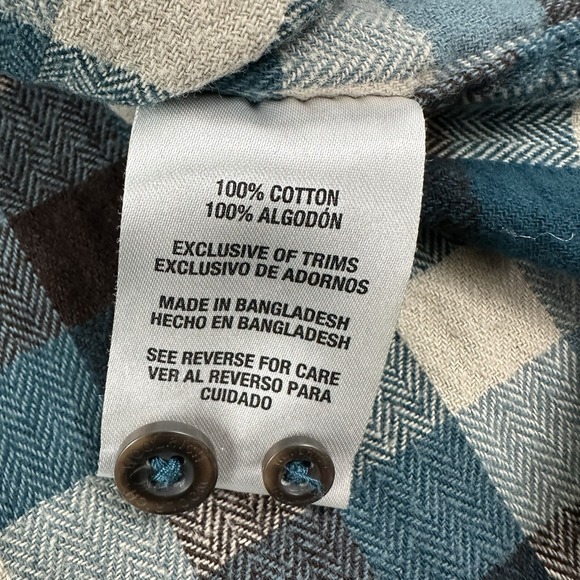 100% COTTON
100% ALGODÓN
EXCLUSIVE OF TRIMS
EXCLUSIVO DE ADORNOS
MADE IN BANGLADESH
HECHO EN BANGLADESH
SEE REVERSE FOR CARE
VER AL REVERSO PARA
CUIDADO